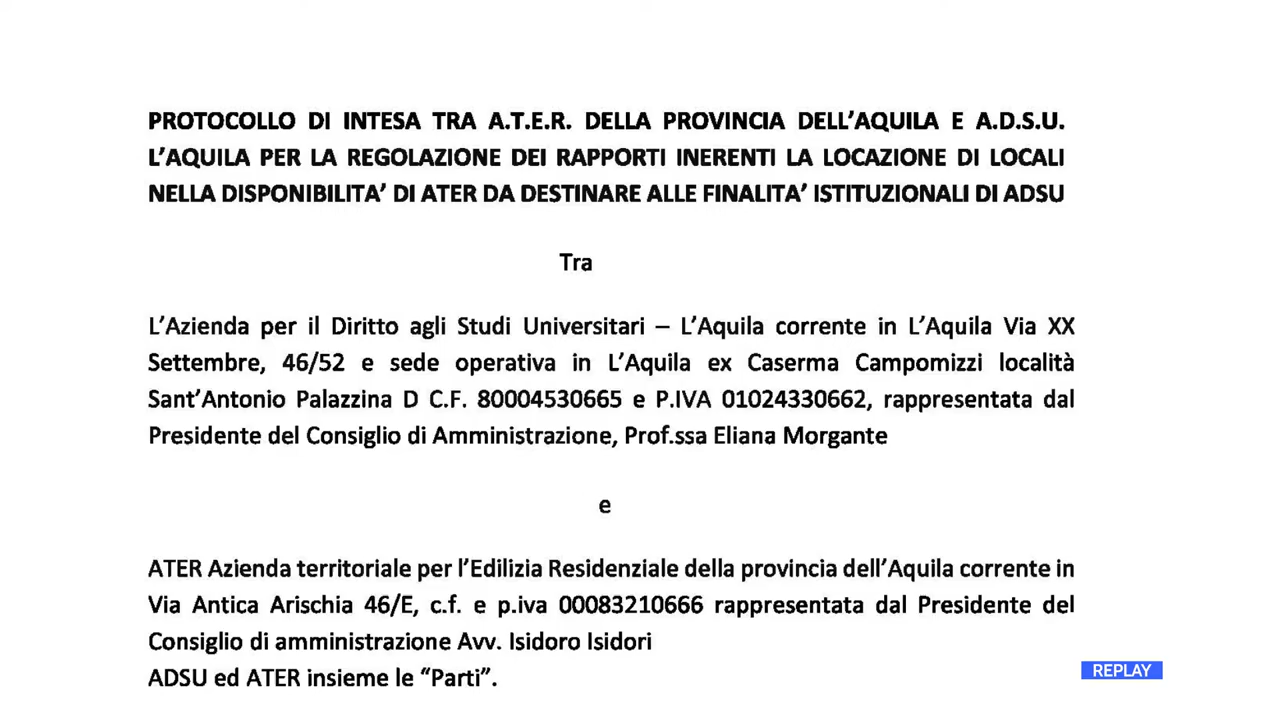 PROTOCOLLO DI INTESA TRA A.T.E.R. DELLA PROVINCIA DELL’AQUILA E A.D.S.U.
L’AQUILA PER LA REGOLAZIONE DEI RAPPORTI INERENTI LA LOCAZIONE DI LOCALI
NELLA DISPONIBILITA’ DI ATER DA DESTINARE ALLE FINALITA’ ISTITUZIONALI DI ADSU
Tra
L’Azienda per il Diritto agli Studi Universitari – L’Aquila corrente in L’Aquila Via XX
Settembre, 46/52 e sede operativa in L’Aquila ex Caserma Campomizzi località
Sant’Antonio Palazzina D C.F. 80004530665 e P.IVA 01024330662, rappresentata dal
Presidente del Consiglio di Amministrazione, Prof.ssa Eliana Morgante
e
ATER Azienda territoriale per l’Edilizia Residenziale della provincia dell’Aquila corrente in
Via Antica Arischia 46/E, c.f. e p.iva 00083210666 rappresentata dal Presidente del
Consiglio di amministrazione Avv. Isidoro Isidori
ADSU ed ATER insieme le “Parti”.
REPLAY